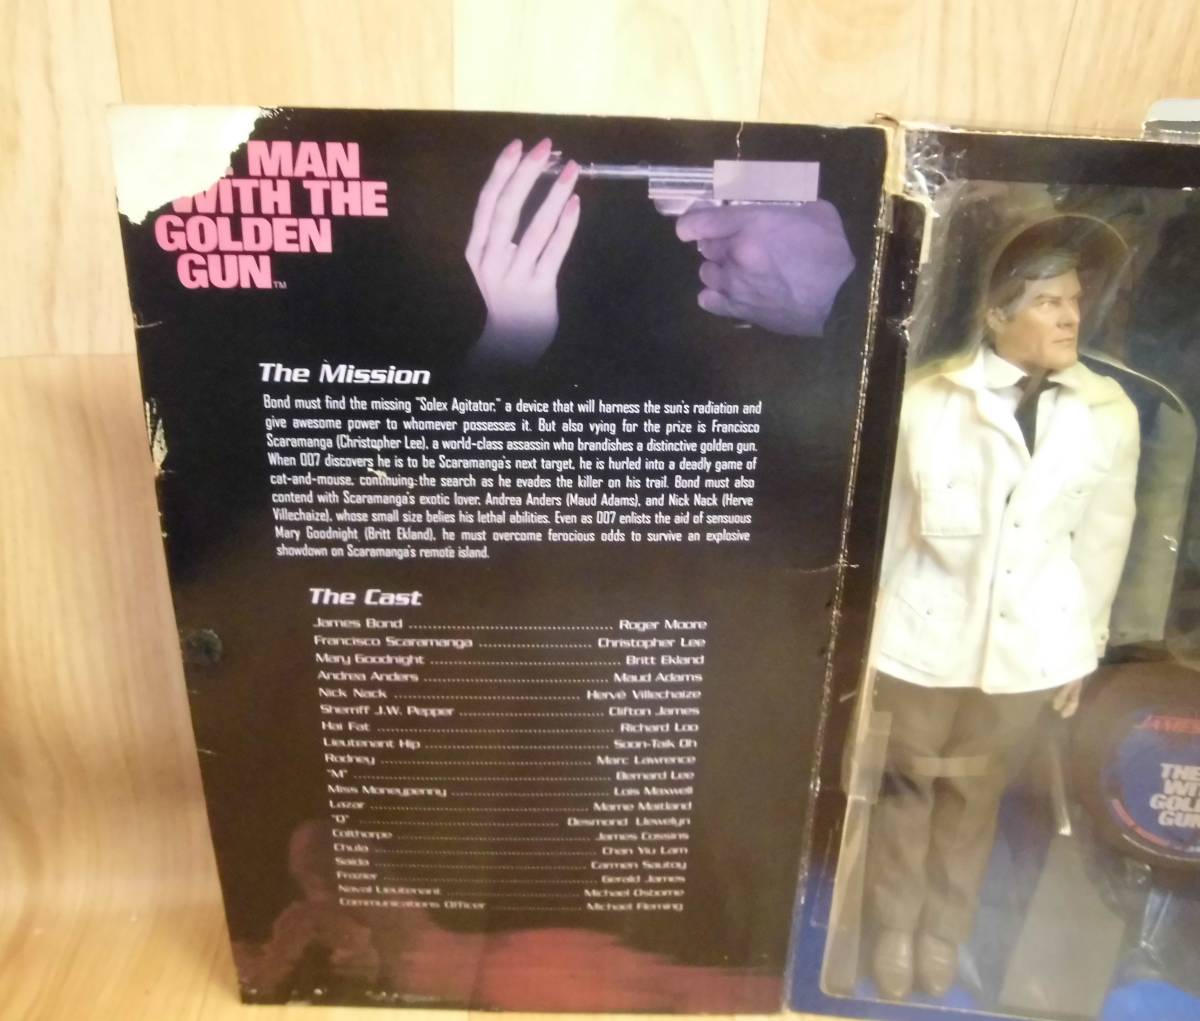 MAN
WITH THE
GOLDEN
GUN™
The Mission
Bond must find the missing "Solex Agitator," a device that will harness the sun's radiation and
give awesome power to whomever possesses it. But also vying for the prize is Francisco
Scaramanga (Christopher Lee), a world-class assassin who brandishes a distinctive golden gun.
When 007 discovers he is to be Scaramanga's next target, he is hurled into a deadly game of
cat-and-mouse, continuing the search as he evades the killer on his trail. Bond must also
contend with Scaramanga's exotic lover, Andrea Anders (Maud Adams), and Nick Nack (Herve
Villechaize), whose small size belies his lethal abilities. Even as 007 enlists the aid of sensuous
Mary Goodnight (Britt Ekland), he must overcome ferocious odds to survive an explosive
showdown on Scaramanga's remote island.
The Cast
James Bond ........ Roger Moore
Francisco Scaramanga ........ Christopher Lee
Mary Goodnight ........ Britt Ekland
Andrea Anders ........ Maud Adams
Nick Nack ........ Hervé Villechaize
Sherriff J.W. Pepper ........ Clifton James
Hai Fat ........ Richard Loo
Lieutenant Hip ........ Soon-Taik Oh
Rodney ........ Marc Lawrence
"M" ........ Bernard Lee
Miss Moneypenny ........ Lois Maxwell
Lazar ........ Marne Maitland
"Q" ........ Desmond Llewelyn
Colthorpe ........ James Cossins
Chula ........ Chan Yiu Lam
Saida ........ Carmen Sautoy
Frazier ........ Gerald James
Naval Lieutenant ........ Michael Osborne
Communications Officer ........ Michael Fleming
JAMES
THE
WIT
GOL
GUN